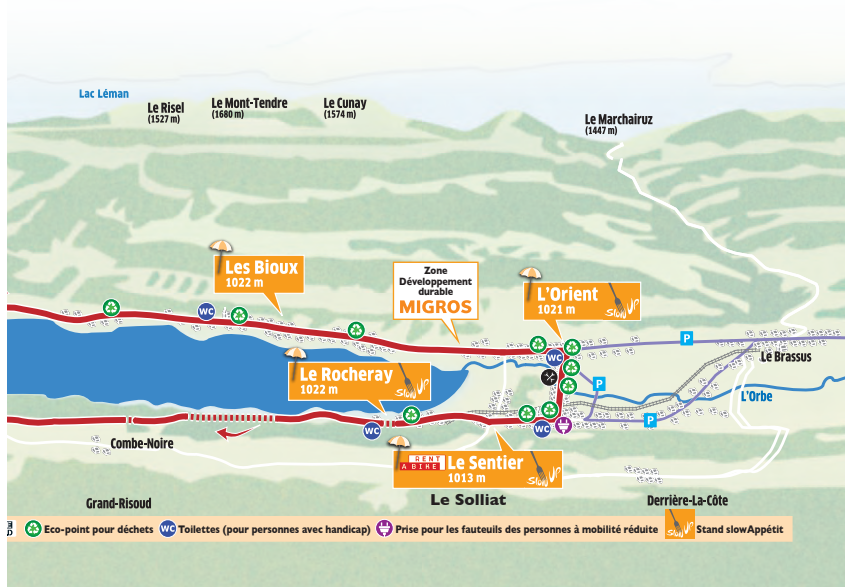 Lac Léman
Le Risel
(1527 m)
Le Mont-Tendre
(1680 m)
Le Cunay
(1574 m)
Le Marchairuz
(1447 m)
Les Bioux
1022 m
Zone
Développement
durable
MIGROS
L'Orient
1021 m
SlowUp
WC
P
WC
Le Brassus
Le Rocheray
1022 m
SlowUp
P
L'Orbe
P
WC
WC
Combe-Noire
RENT
A BIKE
Le Sentier
1013 m
SlowUp
Grand-Risoud
Le Solliat
Derrière-La-Côte
Eco-point pour déchets
WC
Toilettes (pour personnes avec handicap)
Prise pour les fauteuils des personnes à mobilité réduite
SlowUp
Stand slowAppétit